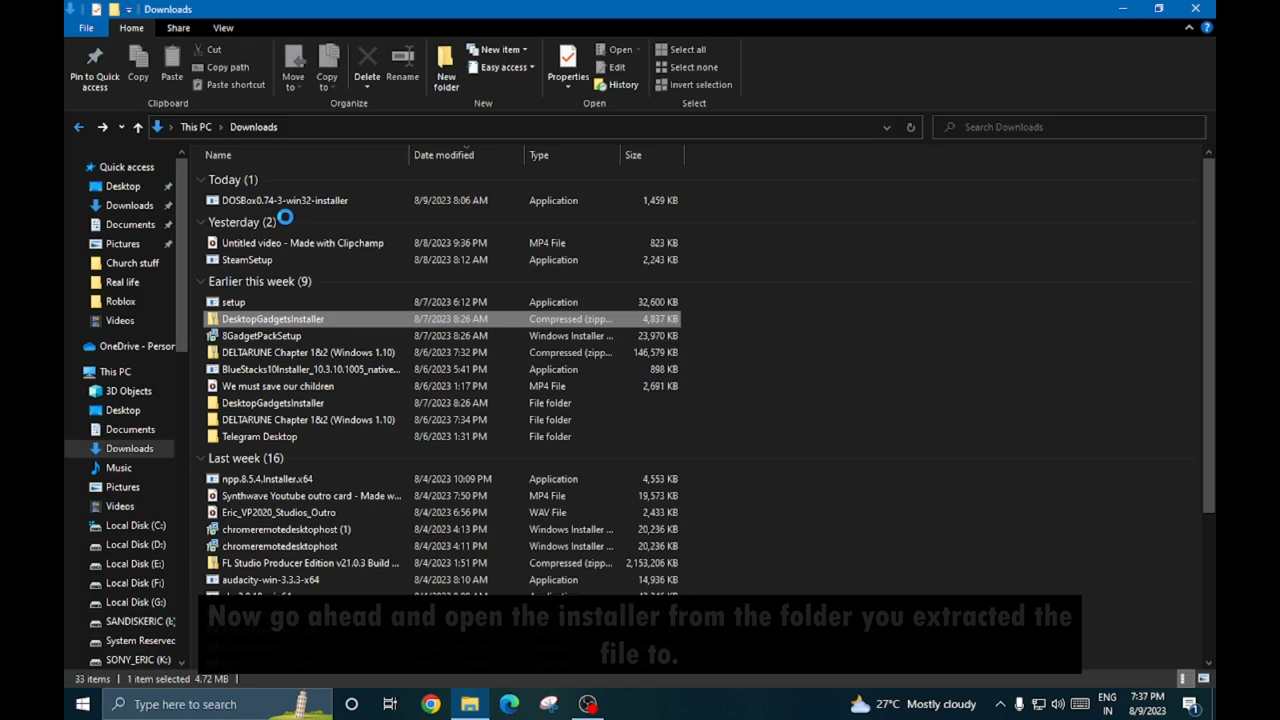 Downloads
File Home Share View
Pin to Quick access
Copy
Paste
Cut
Copy path
Paste shortcut
Clipboard
Move to
Copy to
Delete
Rename
Organize
New folder
New item
Easy access
New
Properties
Open
Edit
History
Open
Select all
Select none
Invert selection
Select
This PC > Downloads
Search Downloads
Quick access
Desktop
Downloads
Documents
Pictures
Church stuff
Real life
Roblox
Videos
OneDrive - Person
This PC
3D Objects
Desktop
Documents
Downloads
Music
Pictures
Videos
Local Disk (C:)
Local Disk (D:)
Local Disk (E:)
Local Disk (F:)
Local Disk (G:)
SANDISKERIC (I:
System Reserved
SONY_ERIC (K:)
Name Date modified Type Size
Today (1)
DOSBox0.74-3-win32-installer 8/9/2023 8:06 AM Application 1,459 KB
Yesterday (2)
Untitled video - Made with Clipchamp 8/8/2023 9:36 PM MP4 File 823 KB
SteamSetup 8/8/2023 8:12 AM Application 2,243 KB
Earlier this week (9)
setup 8/7/2023 6:12 PM Application 32,600 KB
DesktopGadgetsInstaller 8/7/2023 8:26 AM Compressed (zipp... 4,837 KB
8GadgetPackSetup 8/7/2023 8:26 AM Windows Installer ... 23,970 KB
DELTARUNE Chapter 1&2 (Windows 1.10) 8/6/2023 7:32 PM Compressed (zipp... 146,579 KB
BlueStacks10Installer_10.3.10.1005_native... 8/6/2023 5:41 PM Application 898 KB
We must save our children 8/6/2023 1:17 PM MP4 File 2,691 KB
DesktopGadgetsInstaller 8/7/2023 8:26 AM File folder
DELTARUNE Chapter 1&2 (Windows 1.10) 8/6/2023 7:34 PM File folder
Telegram Desktop 8/6/2023 1:31 PM File folder
Last week (16)
npp.8.5.4.Installer.x64 8/4/2023 10:09 PM Application 4,553 KB
Synthwave Youtube outro card - Made w... 8/4/2023 7:50 PM MP4 File 19,573 KB
Eric_VP2020_Studios_Outro 8/4/2023 6:56 PM WAV File 2,433 KB
chromeremotedesktophost (1) 8/4/2023 4:13 PM Windows Installer ... 20,236 KB
chromeremotedesktophost 8/4/2023 4:11 PM Windows Installer ... 20,236 KB
FL Studio Producer Edition v21.0.3 Build ... 8/4/2023 1:51 PM Compressed (zipp... 2,153,206 KB
audacity-win-3.3.3-x64 8/4/2023 8:10 AM Application 14,936 KB
Now go ahead and open the installer from the folder you extracted the
file to.
33 items 1 item selected 4.72 MB
Type here to search
27°C Mostly cloudy
ENG
IN
7:37 PM
8/9/2023
1